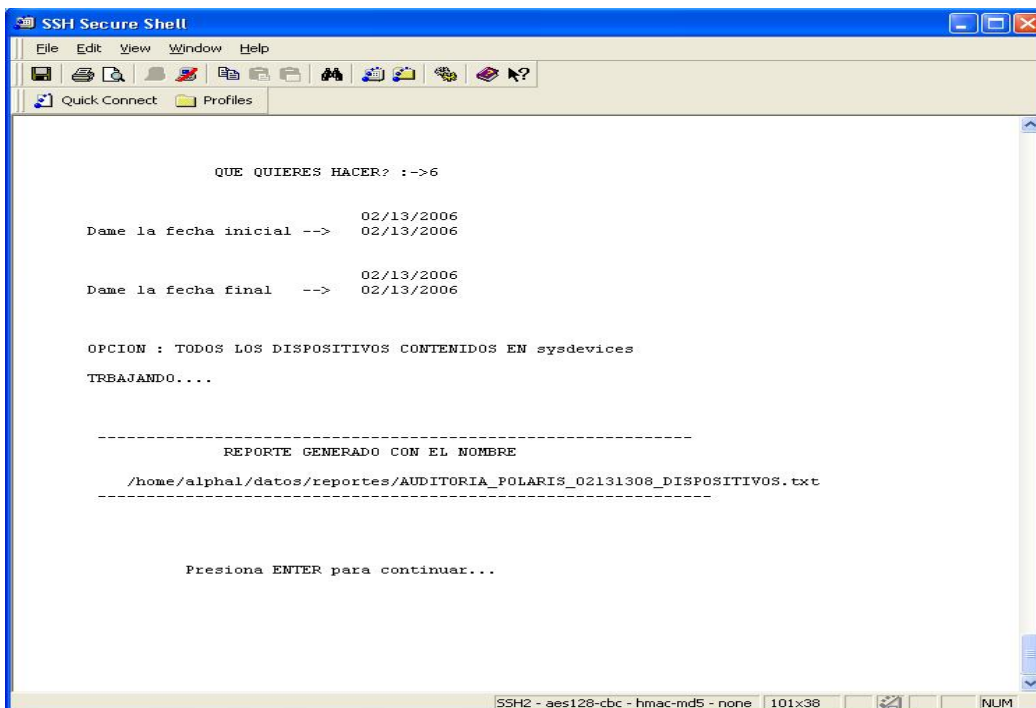 SSH Secure Shell
File Edit View Window Help
Quick Connect Profiles
QUE QUIERES HACER? :->6
02/13/2006
Dame la fecha inicial --> 02/13/2006
02/13/2006
Dame la fecha final --> 02/13/2006
OPCION : TODOS LOS DISPOSITIVOS CONTENIDOS EN sysdevices
TRBAJANDO....
-------------------------------------------------------------
REPORTE GENERADO CON EL NOMBRE
/home/alphal/datos/reportes/AUDITORIA_POLARIS_02131308_DISPOSITIVOS.txt
---------------------------------------------------------------
Presiona ENTER para continuar...
SSH2 - aes128-cbc - hmac-md5 - none 101x38 NUM